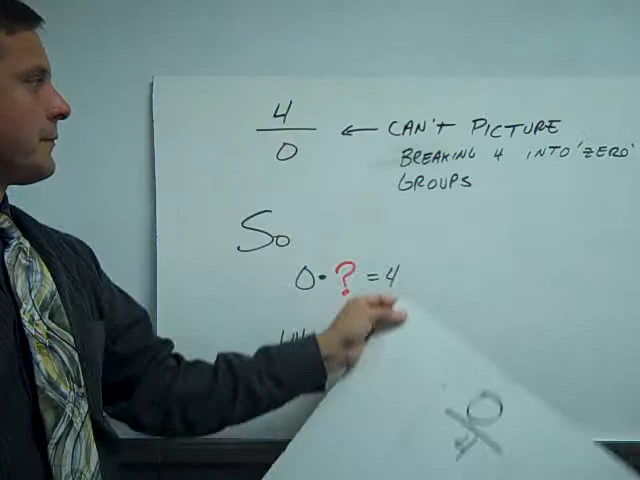 4
0
← CAN'T PICTURE
BREAKING 4 INTO 'ZERO'
GROUPS
So
0 • ? = 4